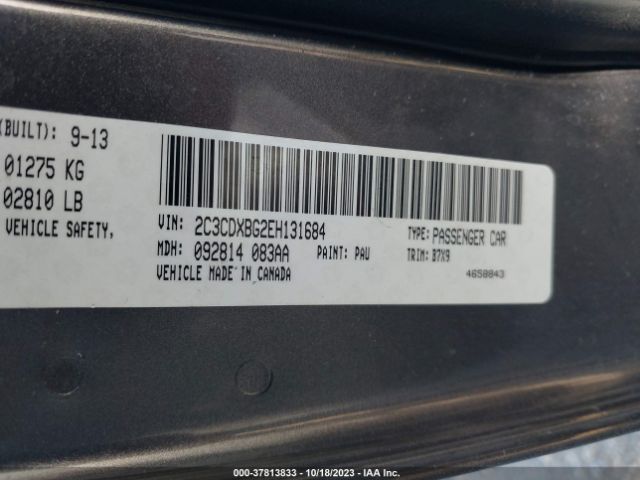 (BUILT): 9-13
01275 KG
02810 LB
VEHICLE SAFETY,
VIN: 2C3CDXBG2EH131684
TYPE: PASSENGER CAR
MDH: 092814 083AA
PAINT: PAU
TRIM: B7X9
VEHICLE MADE IN CANADA
4658843
000-37813833 - 10/18/2023 - IAA Inc.